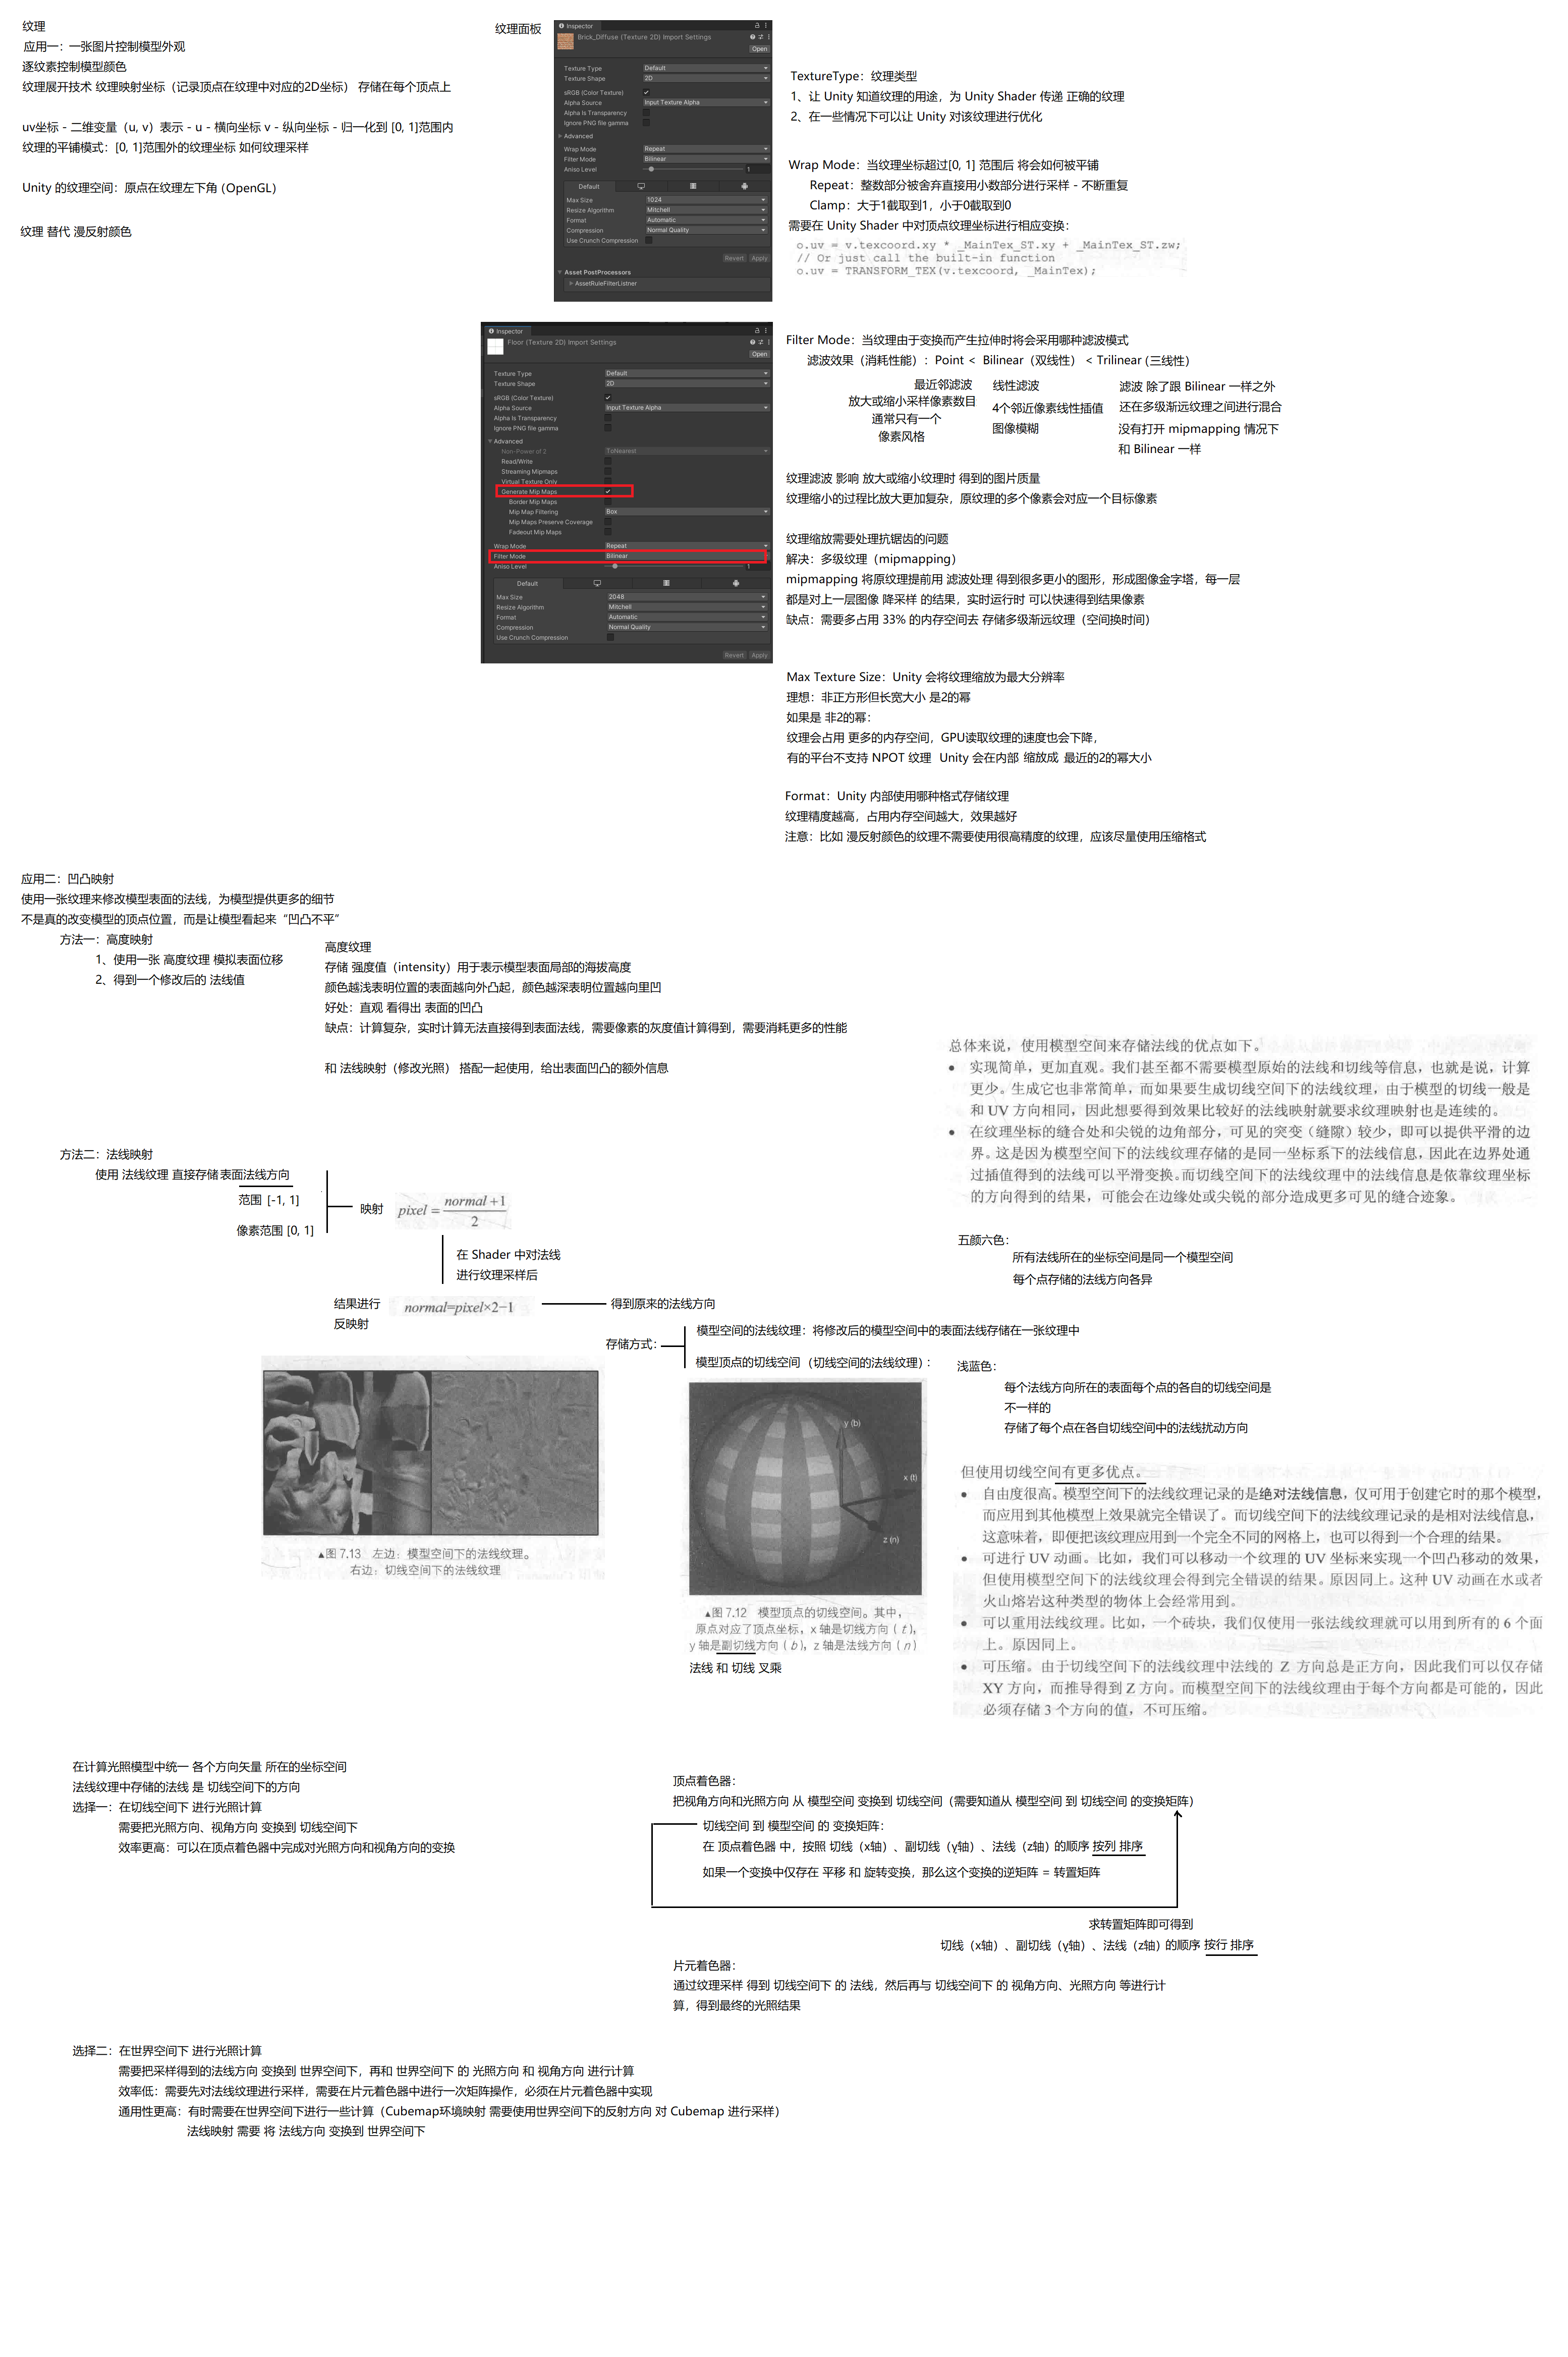 纹理
应用一：一张图片控制模型外观
逐纹素控制模型颜色
纹理展开技术 纹理映射坐标（记录顶点在纹理中对应的2D坐标） 存储在每个顶点上
uv坐标 - 二维变量（u, v）表示 - u - 横向坐标 v - 纵向坐标 - 归一化到 [0, 1]范围内
纹理的平铺模式：[0, 1]范围外的纹理坐标 如何纹理采样
Unity 的纹理空间：原点在纹理左下角 (OpenGL)
纹理 替代 漫反射颜色
纹理面板
Inspector
Brick_Diffuse (Texture 2D) Import Settings
Open
Texture Type Default
Texture Shape 2D
sRGB (Color Texture)
Alpha Source Input Texture Alpha
Alpha Is Transparency
Ignore PNG file gamma
Advanced
Wrap Mode Repeat
Filter Mode Bilinear
Aniso Level 1
Default
Max Size 1024
Resize Algorithm Mitchell
Format Automatic
Compression Normal Quality
Use Crunch Compression
Revert Apply
Asset PostProcessors
AssetRuleFilterListner
TextureType：纹理类型
1、让 Unity 知道纹理的用途，为 Unity Shader 传递 正确的纹理
2、在一些情况下可以让 Unity 对该纹理进行优化
Wrap Mode：当纹理坐标超过[0, 1] 范围后 将会如何被平铺
Repeat：整数部分被舍弃直接用小数部分进行采样 - 不断重复
Clamp：大于1截取到1，小于0截取到0
需要在 Unity Shader 中对顶点纹理坐标进行相应变换：
o.uv = v.texcoord.xy * _MainTex_ST.xy + _MainTex_ST.zw;
// Or just call the built-in function
o.uv = TRANSFORM_TEX(v.texcoord, _MainTex);
Inspector
Floor (Texture 2D) Import Settings
Open
Texture Type Default
Texture Shape 2D
sRGB (Color Texture)
Alpha Source Input Texture Alpha
Alpha Is Transparency
Ignore PNG file gamma
Advanced
Non-Power of 2 ToNearest
Read/Write
Streaming Mipmaps
Virtual Texture Only
Generate Mip Maps
Border Mip Maps
Mip Map Filtering Box
Mip Maps Preserve Coverage
Fadeout Mip Maps
Wrap Mode Repeat
Filter Mode Bilinear
Aniso Level 1
Default
Max Size 2048
Resize Algorithm Mitchell
Format Automatic
Compression Normal Quality
Use Crunch Compression
Revert Apply
Filter Mode：当纹理由于变换而产生拉伸时将会采用哪种滤波模式
滤波效果（消耗性能）：Point < Bilinear（双线性） < Trilinear (三线性)
最近邻滤波
放大或缩小采样像素数目
通常只有一个
像素风格
线性滤波
4个邻近像素线性插值
图像模糊
滤波 除了跟 Bilinear 一样之外
还在多级渐远纹理之间进行混合
没有打开 mipmapping 情况下
和 Bilinear 一样
纹理滤波 影响 放大或缩小纹理时 得到的图片质量
纹理缩小的过程比放大更加复杂，原纹理的多个像素会对应一个目标像素
纹理缩放需要处理抗锯齿的问题
解决：多级纹理（mipmapping）
mipmapping 将原纹理提前用 滤波处理 得到很多更小的图形，形成图像金字塔，每一层
都是对上一层图像 降采样 的结果，实时运行时 可以快速得到结果像素
缺点：需要多占用 33% 的内存空间去 存储多级渐远纹理（空间换时间）
Max Texture Size：Unity 会将纹理缩放为最大分辨率
理想：非正方形但长宽大小 是2的幂
如果是 非2的幂：
纹理会占用 更多的内存空间，GPU读取纹理的速度也会下降，
有的平台不支持 NPOT 纹理 Unity 会在内部 缩放成 最近的2的幂大小
Format：Unity 内部使用哪种格式存储纹理
纹理精度越高，占用内存空间越大，效果越好
注意：比如 漫反射颜色的纹理不需要使用很高精度的纹理，应该尽量使用压缩格式
应用二：凹凸映射
使用一张纹理来修改模型表面的法线，为模型提供更多的细节
不是真的改变模型的顶点位置，而是让模型看起来“凹凸不平”
方法一：高度映射
1、使用一张 高度纹理 模拟表面位移
2、得到一个修改后的 法线值
高度纹理
存储 强度值（intensity）用于表示模型表面局部的海拔高度
颜色越浅表明位置的表面越向外凸起，颜色越深表明位置越向里凹
好处：直观 看得出 表面的凹凸
缺点：计算复杂，实时计算无法直接得到表面法线，需要像素的灰度值计算得到，需要消耗更多的性能
和 法线映射（修改光照） 搭配一起使用，给出表面凹凸的额外信息
总体来说，使用模型空间来存储法线的优点如下。
● 实现简单，更加直观。我们甚至都不需要模型原始的法线和切线等信息，也就是说，计算
更少。生成它也非常简单，而如果要生成切线空间下的法线纹理，由于模型的切线一般是
和 UV 方向相同，因此想要得到效果比较好的法线映射就要求纹理映射也是连续的。
● 在纹理坐标的缝合处和尖锐的边角部分，可见的突变（缝隙）较少，即可以提供平滑的边
界。这是因为模型空间下的法线纹理存储的是同一坐标系下的法线信息，因此在边界处通
过插值得到的法线可以平滑变换。而切线空间下的法线纹理中的法线信息是依靠纹理坐标
的方向得到的结果，可能会在边缘处或尖锐的部分造成更多可见的缝合迹象。
方法二：法线映射
使用 法线纹理 直接存储 表面法线方向
范围 [-1, 1]
像素范围 [0, 1]
映射
pixel = (normal + 1) / 2
在 Shader 中对法线
进行纹理采样后
结果进行
反映射
normal=pixel×2−1
得到原来的法线方向
五颜六色：
所有法线所在的坐标空间是同一个模型空间
每个点存储的法线方向各异
存储方式：
模型空间的法线纹理：将修改后的模型空间中的表面法线存储在一张纹理中
模型顶点的切线空间（切线空间的法线纹理）：
浅蓝色：
每个法线方向所在的表面每个点的各自的切线空间是
不一样的
存储了每个点在各自切线空间中的法线扰动方向
▲图 7.13 左边：模型空间下的法线纹理。
右边：切线空间下的法线纹理
y (b)
x (t)
z (n)
▲图 7.12 模型顶点的切线空间。其中，
原点对应了顶点坐标，x 轴是切线方向（t），
y 轴是副切线方向（b），z 轴是法线方向（n）
法线 和 切线 叉乘
但使用切线空间有更多优点。
● 自由度很高。模型空间下的法线纹理记录的是绝对法线信息，仅可用于创建它时的那个模型，
而应用到其他模型上效果就完全错误了。而切线空间下的法线纹理记录的是相对法线信息，
这意味着，即便把该纹理应用到一个完全不同的网格上，也可以得到一个合理的结果。
● 可进行 UV 动画。比如，我们可以移动一个纹理的 UV 坐标来实现一个凹凸移动的效果，
但使用模型空间下的法线纹理会得到完全错误的结果。原因同上。这种 UV 动画在水或者
火山熔岩这种类型的物体上会经常用到。
● 可以重用法线纹理。比如，一个砖块，我们仅使用一张法线纹理就可以用到所有的 6 个面
上。原因同上。
● 可压缩。由于切线空间下的法线纹理中法线的 Z 方向总是正方向，因此我们可以仅存储
XY 方向，而推导得到 Z 方向。而模型空间下的法线纹理由于每个方向都是可能的，因此
必须存储 3 个方向的值，不可压缩。
在计算光照模型中统一 各个方向矢量 所在的坐标空间
法线纹理中存储的法线 是 切线空间下的方向
选择一：在切线空间下 进行光照计算
需要把光照方向、视角方向 变换到 切线空间下
效率更高：可以在顶点着色器中完成对光照方向和视角方向的变换
顶点着色器：
把视角方向和光照方向 从 模型空间 变换到 切线空间（需要知道从 模型空间 到 切线空间 的变换矩阵）
切线空间 到 模型空间 的 变换矩阵：
在 顶点着色器 中，按照 切线（x轴）、副切线（y轴）、法线（z轴）的顺序 按列 排序
如果一个变换中仅存在 平移 和 旋转变换，那么这个变换的逆矩阵 = 转置矩阵
求转置矩阵即可得到
切线（x轴）、副切线（y轴）、法线（z轴）的顺序 按行 排序
片元着色器：
通过纹理采样 得到 切线空间下 的 法线，然后再与 切线空间下 的 视角方向、光照方向 等进行计
算，得到最终的光照结果
选择二：在世界空间下 进行光照计算
需要把采样得到的法线方向 变换到 世界空间下，再和 世界空间下 的 光照方向 和 视角方向 进行计算
效率低：需要先对法线纹理进行采样，需要在片元着色器中进行一次矩阵操作，必须在片元着色器中实现
通用性更高：有时需要在世界空间下进行一些计算（Cubemap环境映射 需要使用世界空间下的反射方向 对 Cubemap 进行采样）
法线映射 需要 将 法线方向 变换到 世界空间下